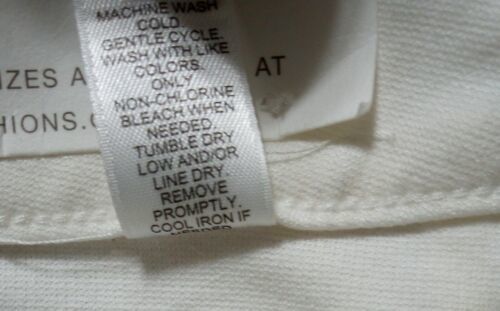 MACHINE WASH
COLD.
GENTLE CYCLE.
WASH WITH LIKE
COLORS.
ONLY
NON-CHLORINE
BLEACH WHEN
NEEDED
TUMBLE DRY
LOW AND/OR
LINE DRY
REMOVE
PROMPTLY.
COOL IRON IF
NEEDED
IZES A
AT
HIONS.